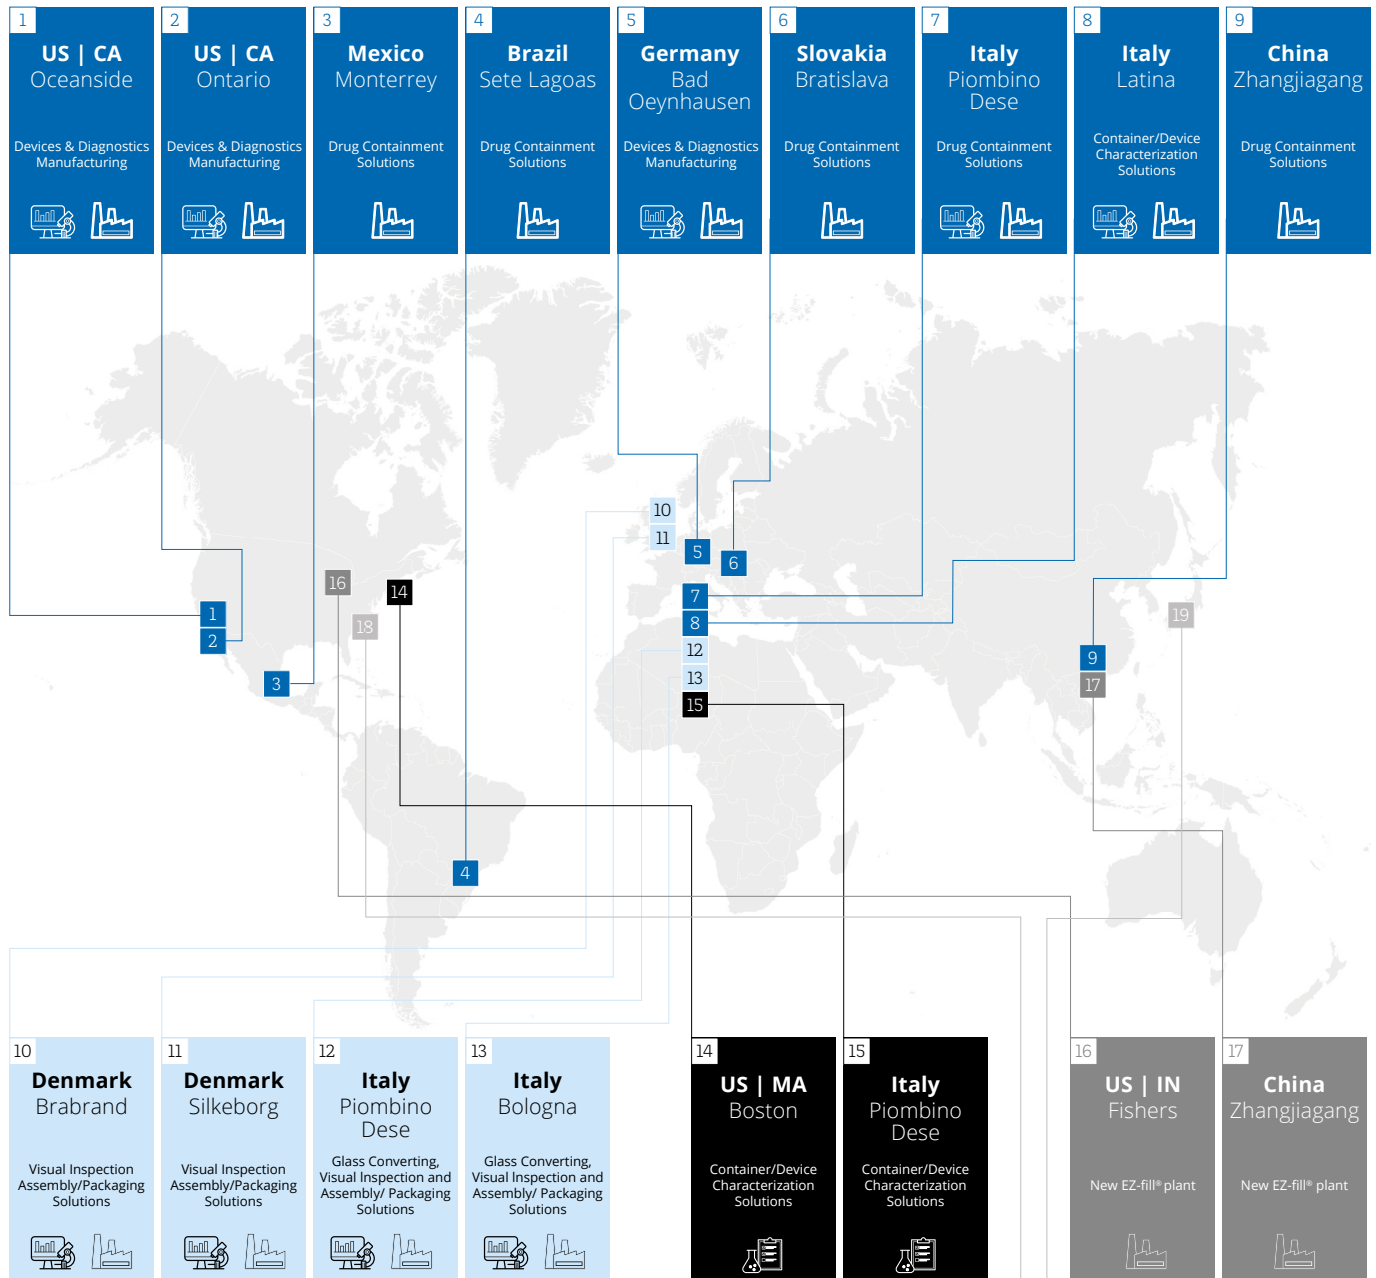 1
US | CA
Oceanside
Devices & Diagnostics
Manufacturing
2
US | CA
Ontario
Devices & Diagnostics
Manufacturing
3
Mexico
Monterrey
Drug Containment
Solutions
4
Brazil
Sete Lagoas
Drug Containment
Solutions
5
Germany
Bad
Oeynhausen
Devices & Diagnostics
Manufacturing
6
Slovakia
Bratislava
Drug Containment
Solutions
7
Italy
Piombino
Dese
Drug Containment
Solutions
8
Italy
Latina
Container/Device
Characterization
Solutions
9
China
Zhangjiagang
Drug Containment
Solutions
10
11
5
6
16
14
7
1
18
19
8
2
12
9
3
13
17
15
4
10
Denmark
Brabrand
Visual Inspection
Assembly/Packaging
Solutions
11
Denmark
Silkeborg
Visual Inspection
Assembly/Packaging
Solutions
12
Italy
Piombino
Dese
Glass Converting,
Visual Inspection and
Assembly/ Packaging
Solutions
13
Italy
Bologna
Glass Converting,
Visual Inspection and
Assembly/ Packaging
Solutions
14
US | MA
Boston
Container/Device
Characterization
Solutions
15
Italy
Piombino
Dese
Container/Device
Characterization
Solutions
16
US | IN
Fishers
New EZ-fill® plant
17
China
Zhangjiagang
New EZ-fill® plant